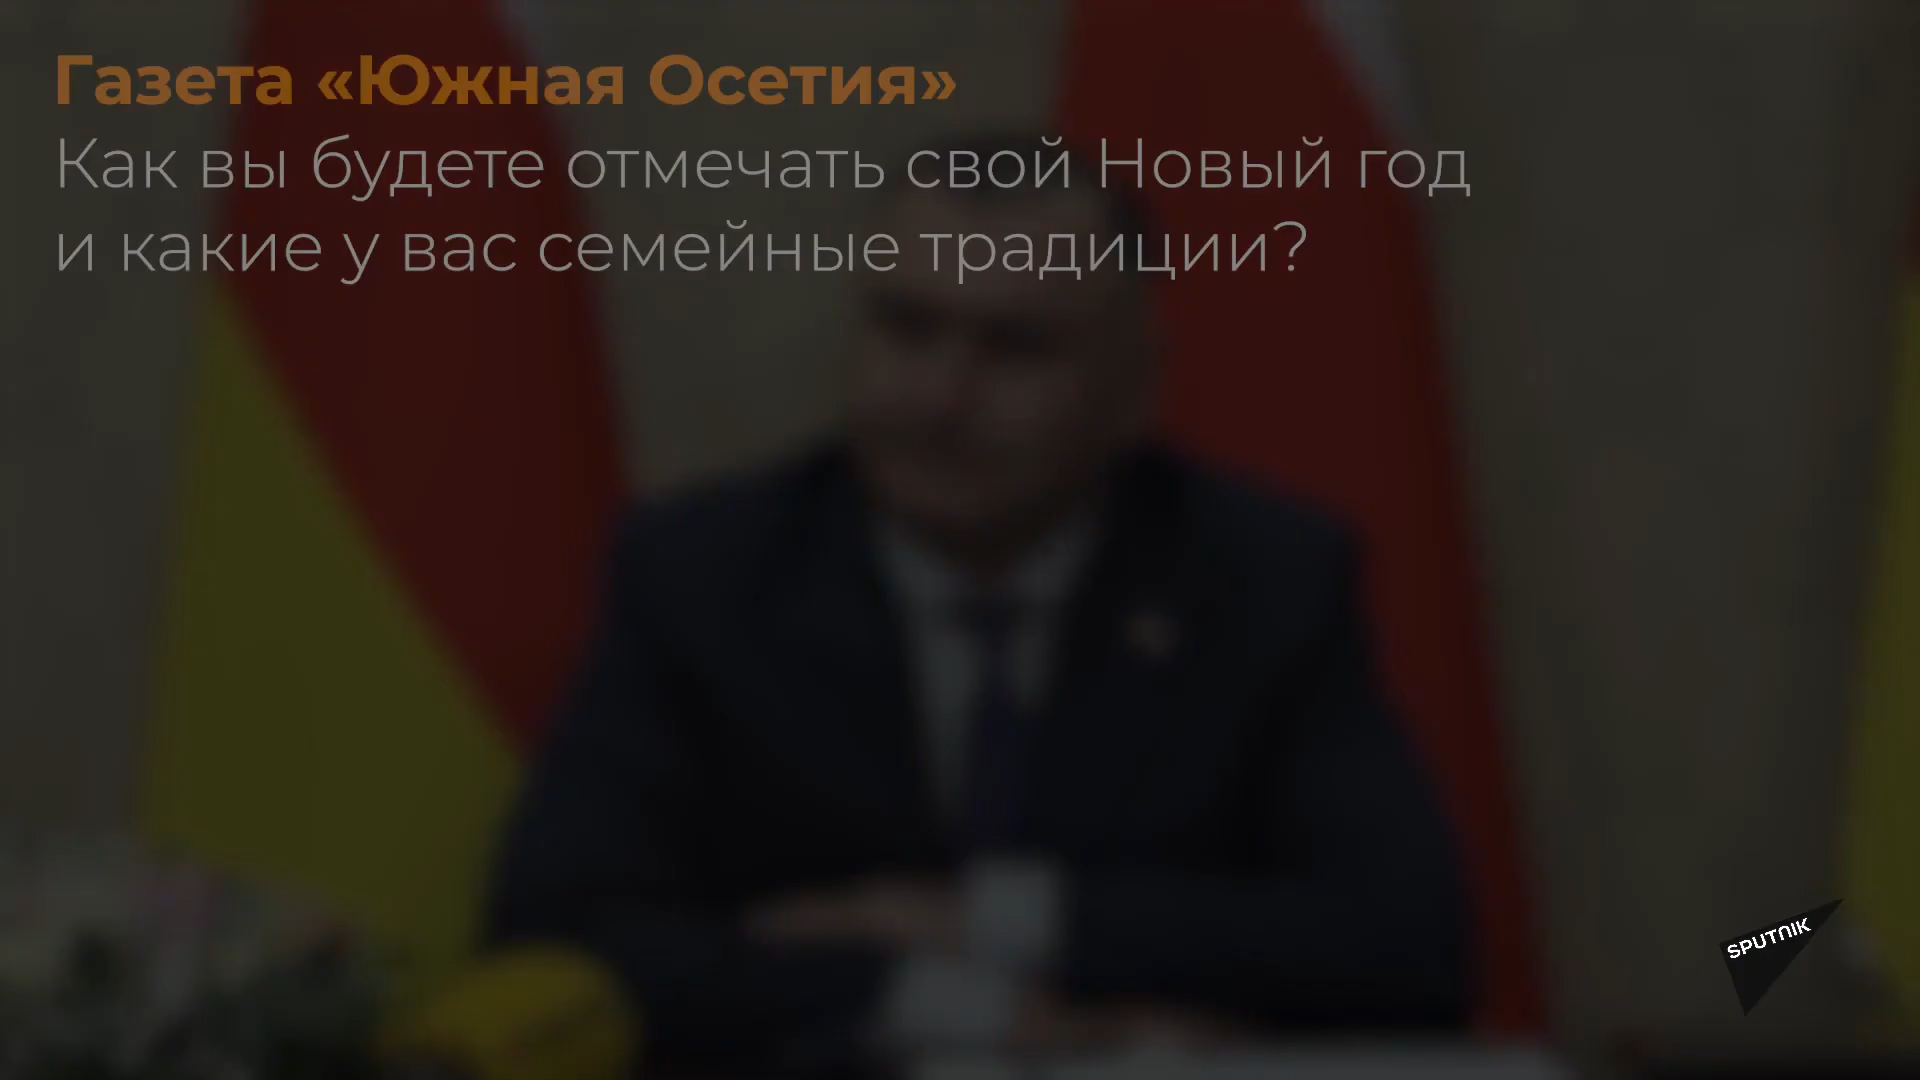 Газета «Южная Осетия»
Как вы будете отмечать свой Новый год
и какие у вас семейные традиции?
SPUTNIK